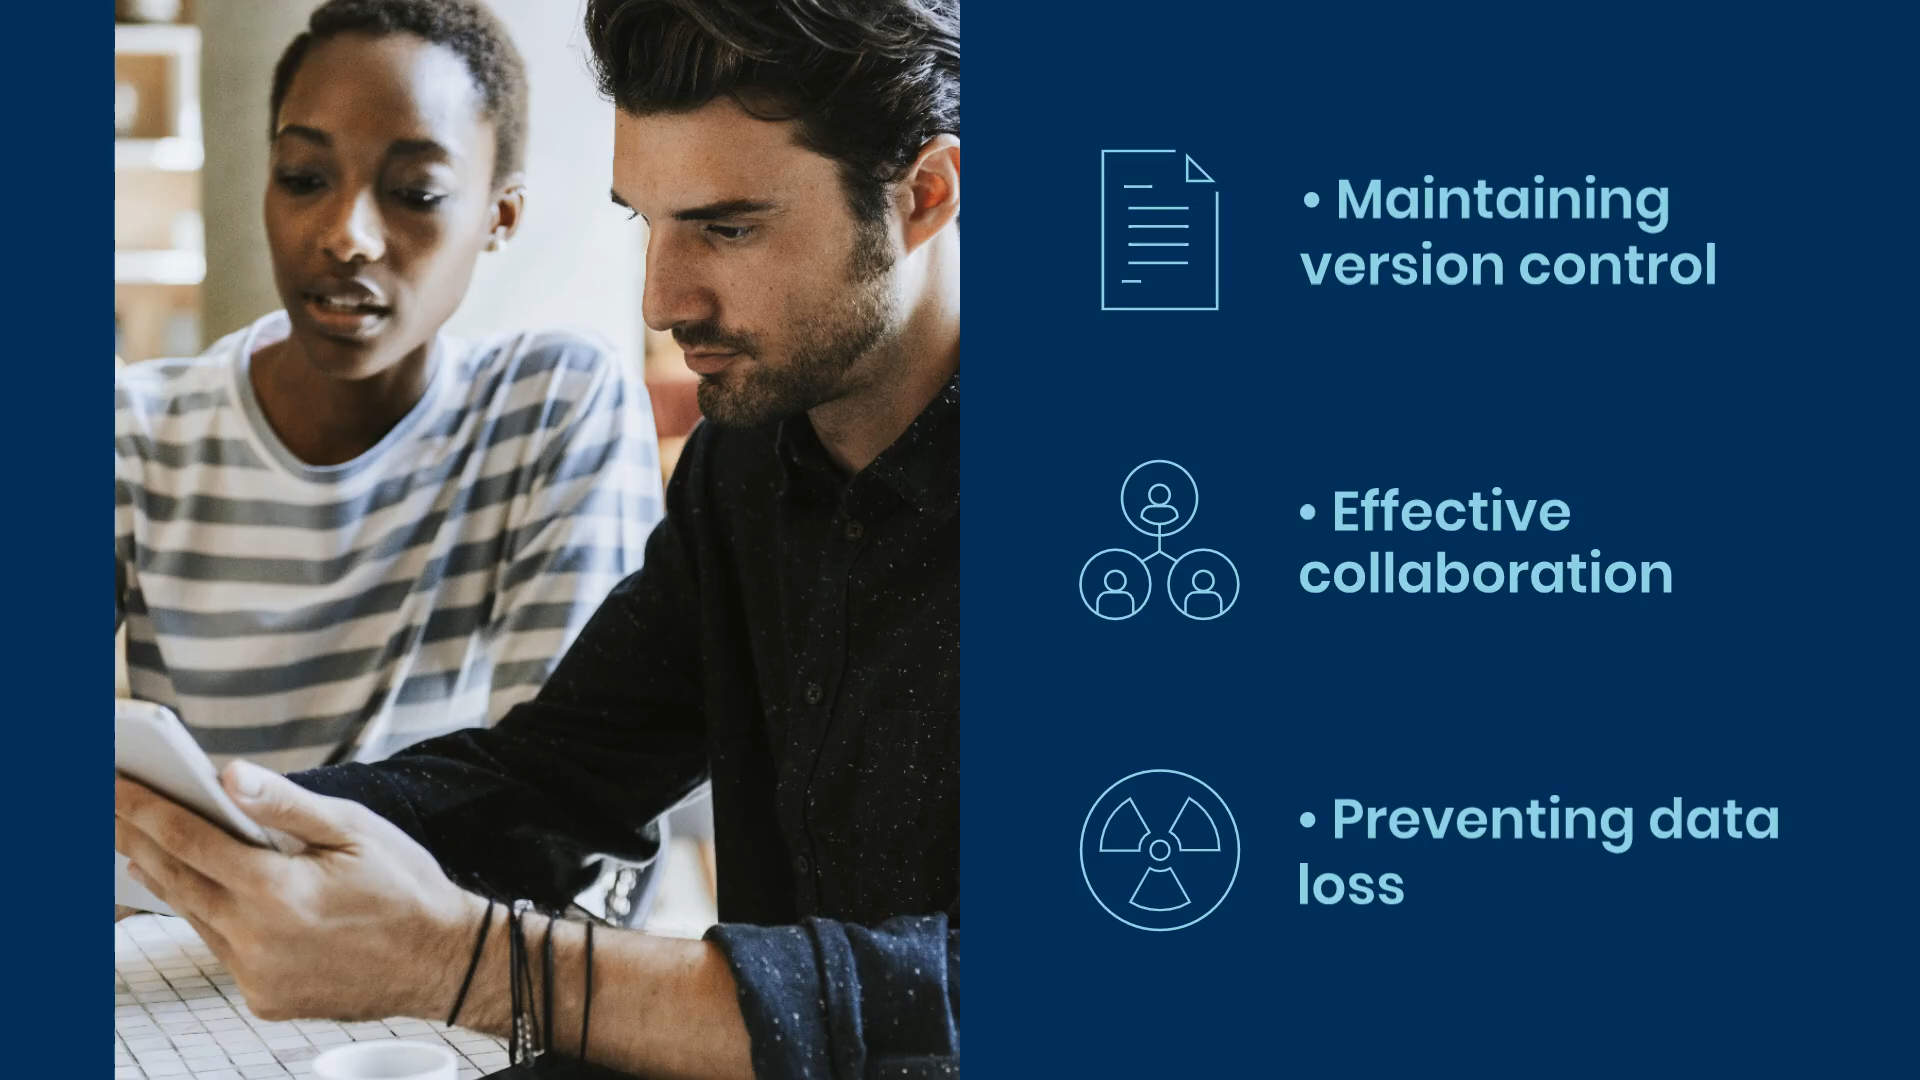 • Maintaining
version control
• Effective
collaboration
• Preventing data
loss